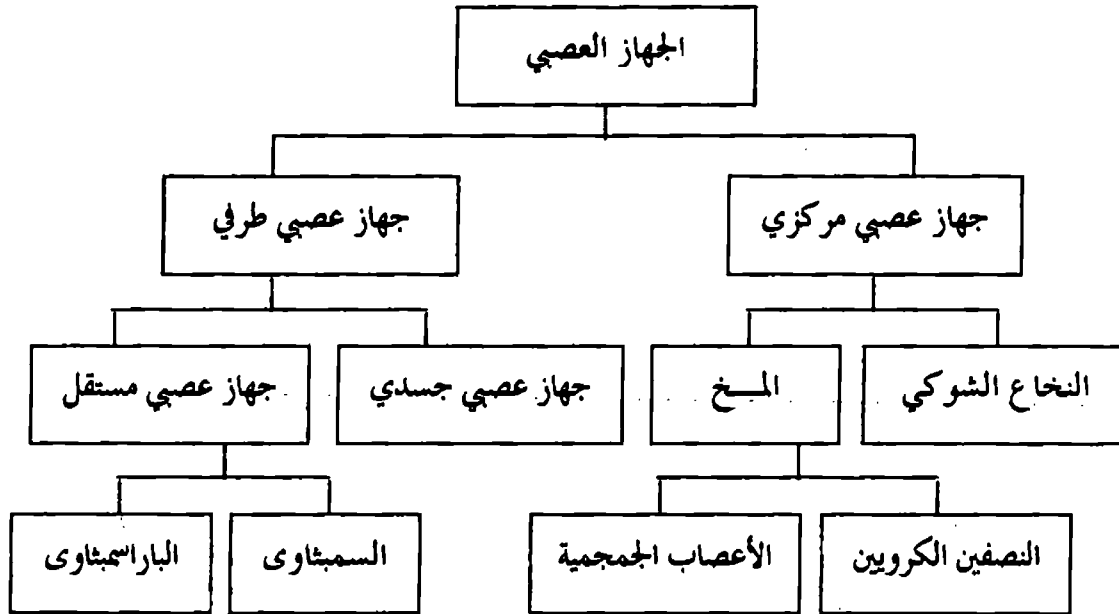 الجهاز العصبي
جهاز عصبي مركزي
جهاز عصبي طرفي
النخاع الشوكي
المـــخ
جهاز عصبي جسدي
جهاز عصبي مستقل
النصفين الكرويين
الأعصاب الجمجمية
السمبثاوى
الباراسمبثاوى